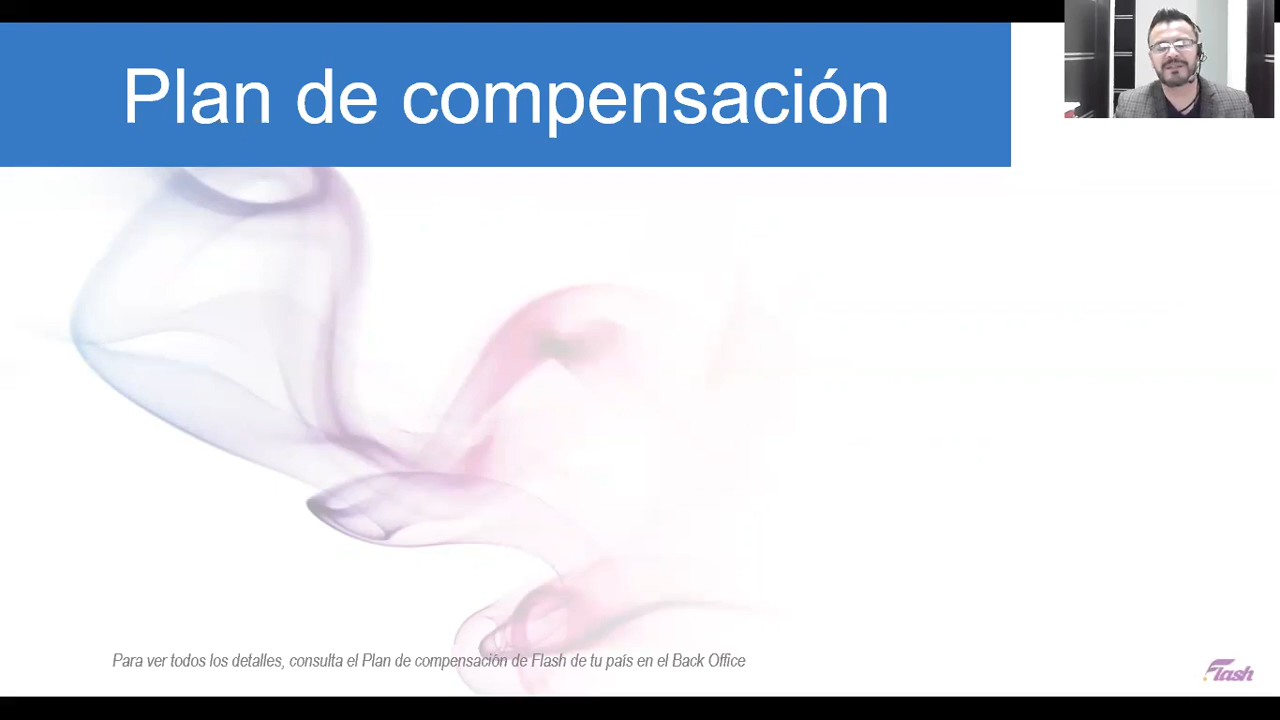 Plan de compensación
Para ver todos los detalles, consulta el Plan de compensación de Flash de tu país en el Back Office
Flash